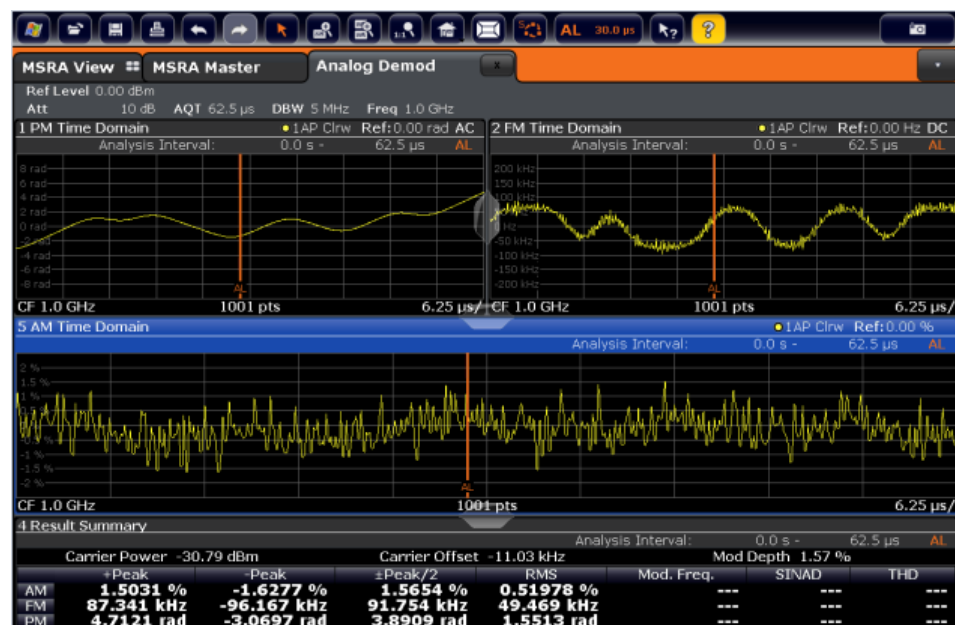 1:1
S
AL 30.0 µs
?
?
MSRA View MSRA Master Analog Demod x
Ref Level 0.00 dBm
Att 10 dB AQT 62.5 µs DBW 5 MHz Freq 1.0 GHz
1 PM Time Domain 1AP Clrw Ref:0.00 rad AC
Analysis Interval: 0.0 s - 62.5 µs AL
8 rad
6 rad
4 rad
2 rad
0 rad
-2 rad
-4 rad
-6 rad
-8 rad
AL
CF 1.0 GHz 1001 pts 6.25 µs/
2 FM Time Domain 1AP Clrw Ref:0.00 Hz DC
Analysis Interval: 0.0 s - 62.5 µs AL
200 kHz
150 kHz
100 kHz
Hz
-50 kHz
-100 kHz
-150 kHz
-200 kHz
AL
CF 1.0 GHz 1001 pts 6.25 µs/
5 AM Time Domain 1AP Clrw Ref:0.00 %
Analysis Interval: 0.0 s - 62.5 µs AL
2 %
1.5 %
-1 %
-1.5 %
-2 %
AL
CF 1.0 GHz 1001 pts 6.25 µs/
4 Result Summary
Analysis Interval: 0.0 s - 62.5 µs AL
Carrier Power -30.79 dBm Carrier Offset -11.03 kHz Mod Depth 1.57 %
+Peak -Peak ±Peak/2 RMS Mod. Freq. SINAD THD
AM 1.5031 % -1.6277 % 1.5654 % 0.51978 % --- --- ---
FM 87.341 kHz -96.167 kHz 91.754 kHz 49.469 kHz --- --- ---
PM 4.7121 rad -3.0697 rad 3.8909 rad 1.5513 rad --- --- ---